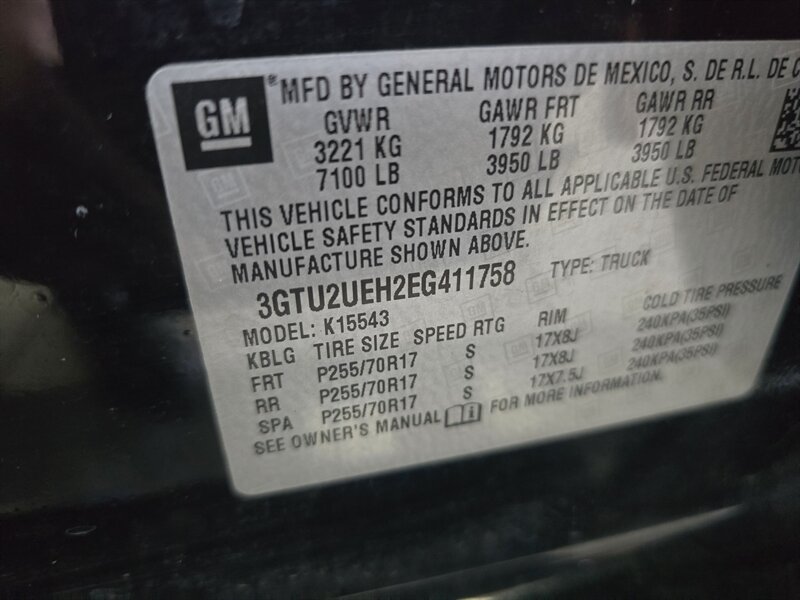 GM
® MFD BY GENERAL MOTORS DE MEXICO, S. DE R.L. DE C
GVWR GAWR FRT GAWR RR
3221 KG 1792 KG 1792 KG
7100 LB 3950 LB 3950 LB
THIS VEHICLE CONFORMS TO ALL APPLICABLE U.S. FEDERAL MOTO
VEHICLE SAFETY STANDARDS IN EFFECT ON THE DATE OF
MANUFACTURE SHOWN ABOVE.
3GTU2UEH2EG411758 TYPE: TRUCK
MODEL: K15543
KBLG TIRE SIZE SPEED RTG RIM COLD TIRE PRESSU
FRT P255/70R17 S 17X8J 240KPA(35PSI)
RR P255/70R17 S 17X8J 240KPA(35PSI)
SPA P255/70R17 S 17X7.5J 240KPA(35PSI)
SEE OWNER'S MANUAL i FOR MORE INFORMATION.